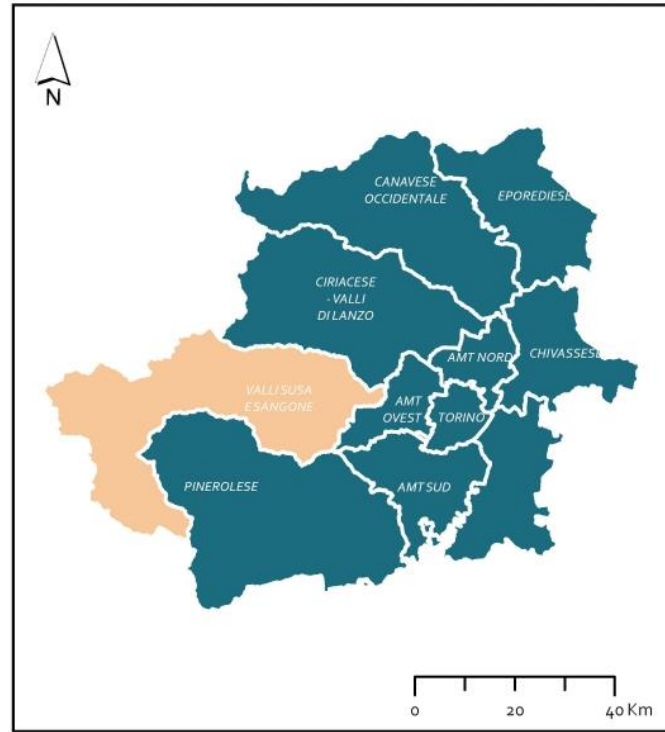 N
CANAVESE
OCCIDENTALE
EPOREDIESE
CIRIACESE
- VALLI
DI LANZO
AMT NORD
CHIVASSESE
VALLI SUSA
E SANGONE
AMT
OVEST
TORINO
PINEROLESE
AMT SUD
0 20 40 Km